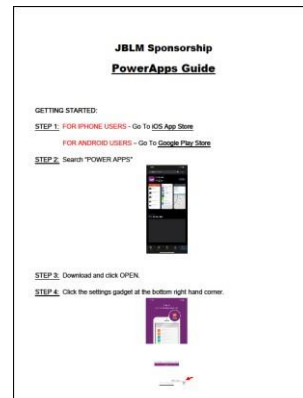 JBLM Sponsorship
PowerApps Guide
GETTING STARTED:
STEP 1: FOR IPHONE USERS - Go To iOS App Store
FOR ANDROID USERS – Go To Google Play Store
STEP 2: Search "POWER APPS"
STEP 3: Download and click OPEN.
STEP 4: Click the settings gadget at the bottom right hand corner.